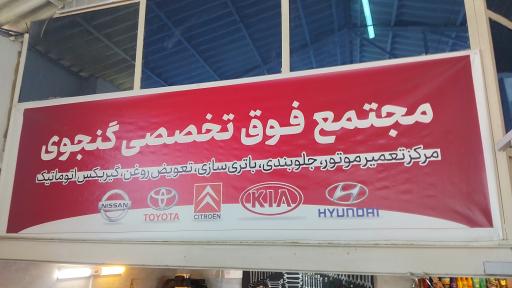 مجتمع فوق تخصصی گنجوی
مرکز تعمیر موتور، جلوبندی، باتری سازی، تعویض روغن، گیربکس اتوماتیک
NISSAN TOYOTA CITROËN KIA HYUNDAI